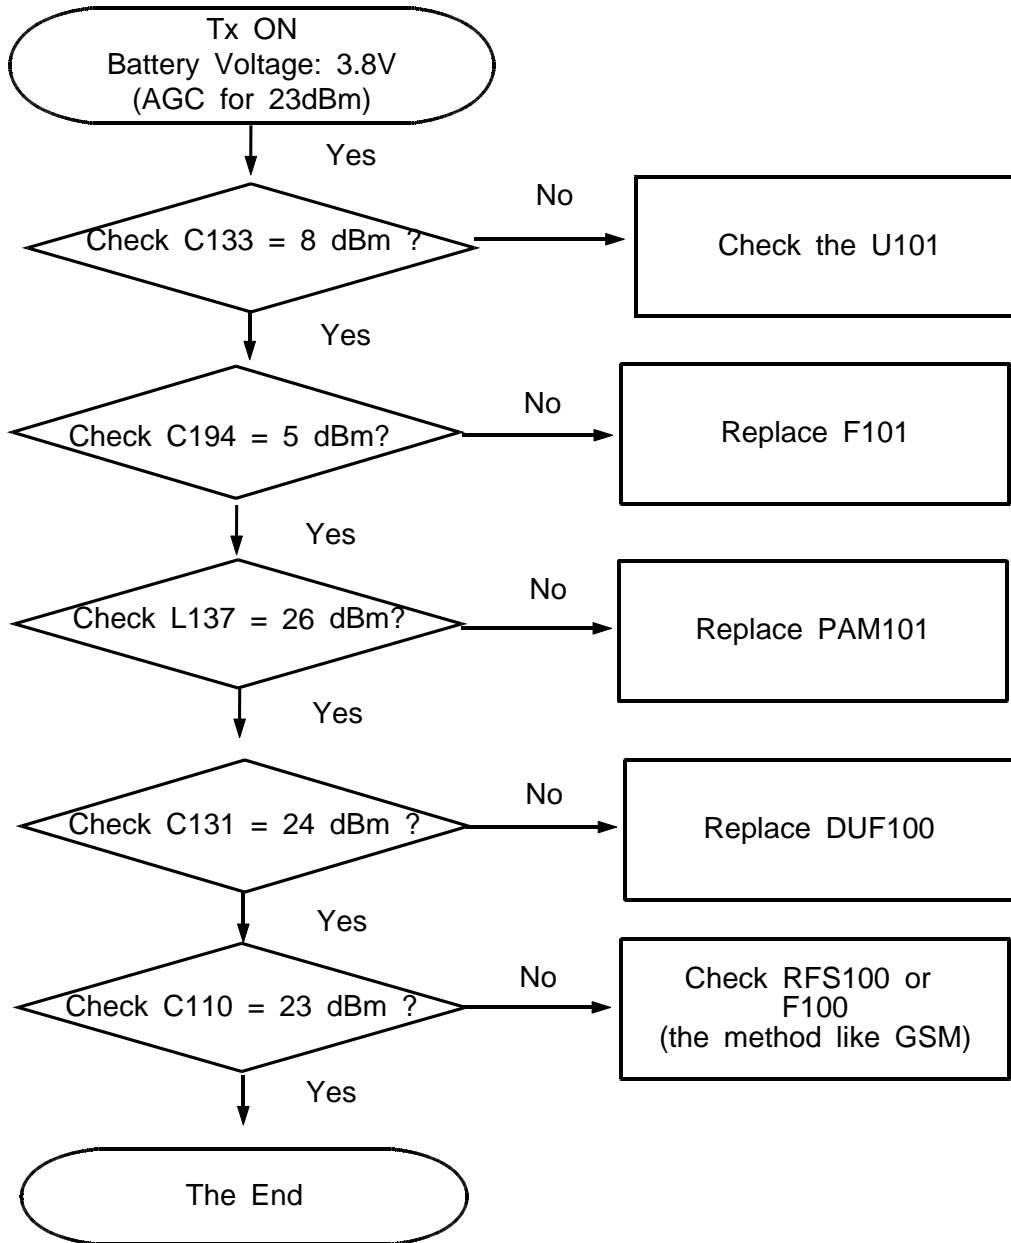 Tx ON
Battery Voltage: 3.8V
(AGC for 23dBm)
Yes
Check C133 = 8 dBm ?
No
Check the U101
Yes
Check C194 = 5 dBm?
No
Replace F101
Yes
Check L137 = 26 dBm?
No
Replace PAM101
Yes
Check C131 = 24 dBm ?
No
Replace DUF100
Yes
Check C110 = 23 dBm ?
No
Check RFS100 or
F100
(the method like GSM)
Yes
The End